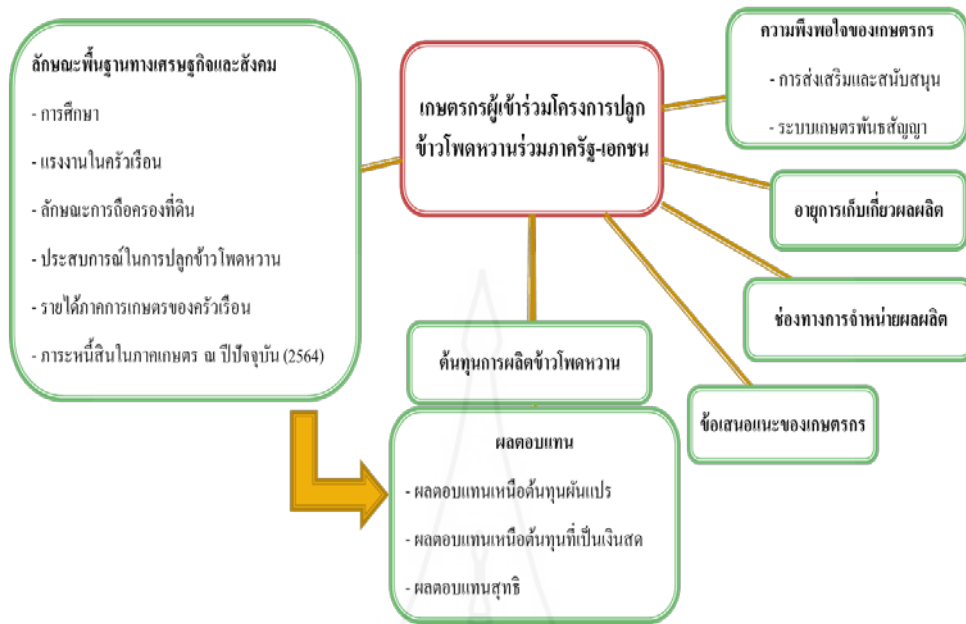 ลักษณะพื้นฐานทางเศรษฐกิจและสังคม
- การศึกษา
- แรงงานในครัวเรือน
- ลักษณะการถือครองที่ดิน
- ประสบการณ์ในการปลูกข้าวโพดหวาน
- รายได้ภาคการเกษตรของครัวเรือน
- ภาระหนี้สินในภาคเกษตร ณ ปีปัจจุบัน (2564)
เกษตรกรผู้เข้าร่วมโครงการปลูก
ข้าวโพดหวานร่วมภาครัฐ-เอกชน
ความพึงพอใจของเกษตรกร
- การส่งเสริมและสนับสนุน
- ระบบเกษตรพันธสัญญา
อายุการเก็บเกี่ยวผลผลิต
ช่องทางการจำหน่ายผลผลิต
ข้อเสนอแนะของเกษตรกร
ต้นทุนการผลิตข้าวโพดหวาน
ผลตอบแทน
- ผลตอบแทนเหนือต้นทุนผันแปร
- ผลตอบแทนเหนือต้นทุนที่เป็นเงินสด
- ผลตอบแทนสุทธิ